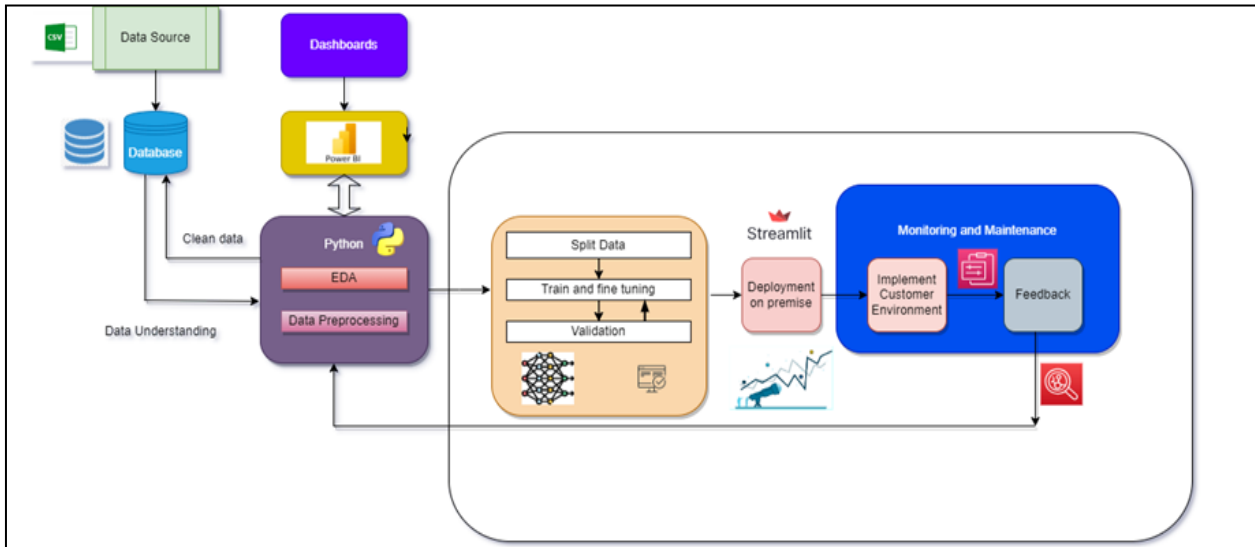 CSV
Data Source
Dashboards
Database
Power BI
Clean data
Data Understanding
Python
EDA
Data Preprocessing
Split Data
Train and fine tuning
Validation
Streamlit
Deployment
on premise
Monitoring and Maintenance
Implement
Customer
Environment
Feedback